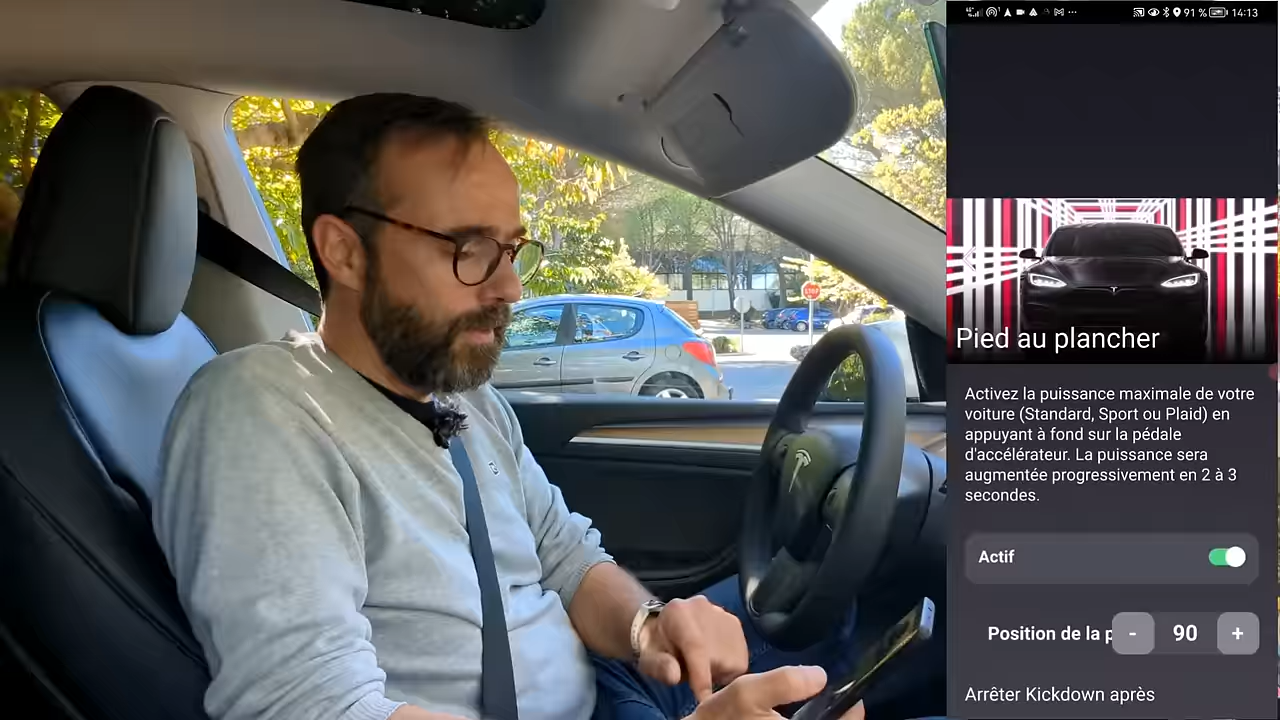 91 % 14:13
STOP
Pied au plancher
Activez la puissance maximale de votre
voiture (Standard, Sport ou Plaid) en
appuyant à fond sur la pédale
d'accélérateur. La puissance sera
augmentée progressivement en 2 à 3
secondes.
Actif
Position de la p
- 90 +
Arrêter Kickdown après